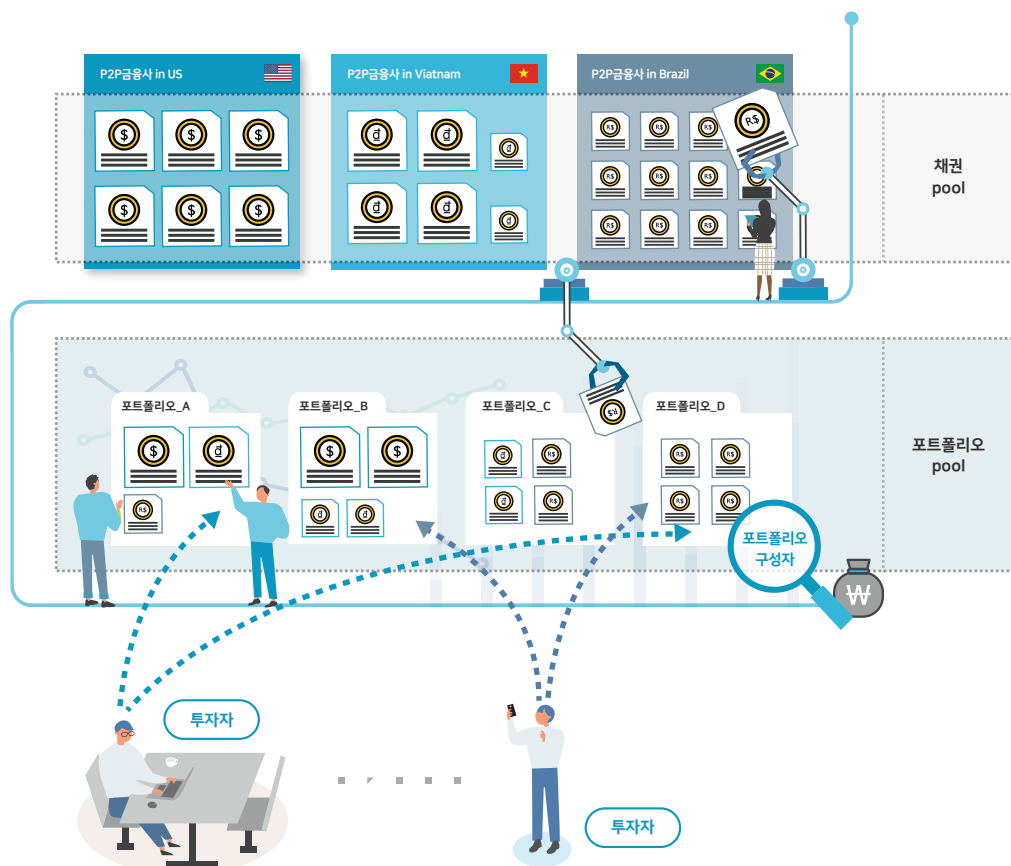 P2P금융사 in US
P2P금융사 in Viatnam
P2P금융사 in Brazil
$ $ $
₫ ₫ ₫
R$ R$ R$ R$
채권
pool
$ $ $
₫ ₫ ₫
R$ R$ R$ R$
R$ R$ R$
R$
포트폴리오_A
포트폴리오_B
포트폴리오_C
포트폴리오_D
포트폴리오
pool
$ ₫
$ $
₫ R$
R$ R$
R$
₫ ₫
₫ R$
R$ R$
포트폴리오
구성자
₩
투자자
투자자